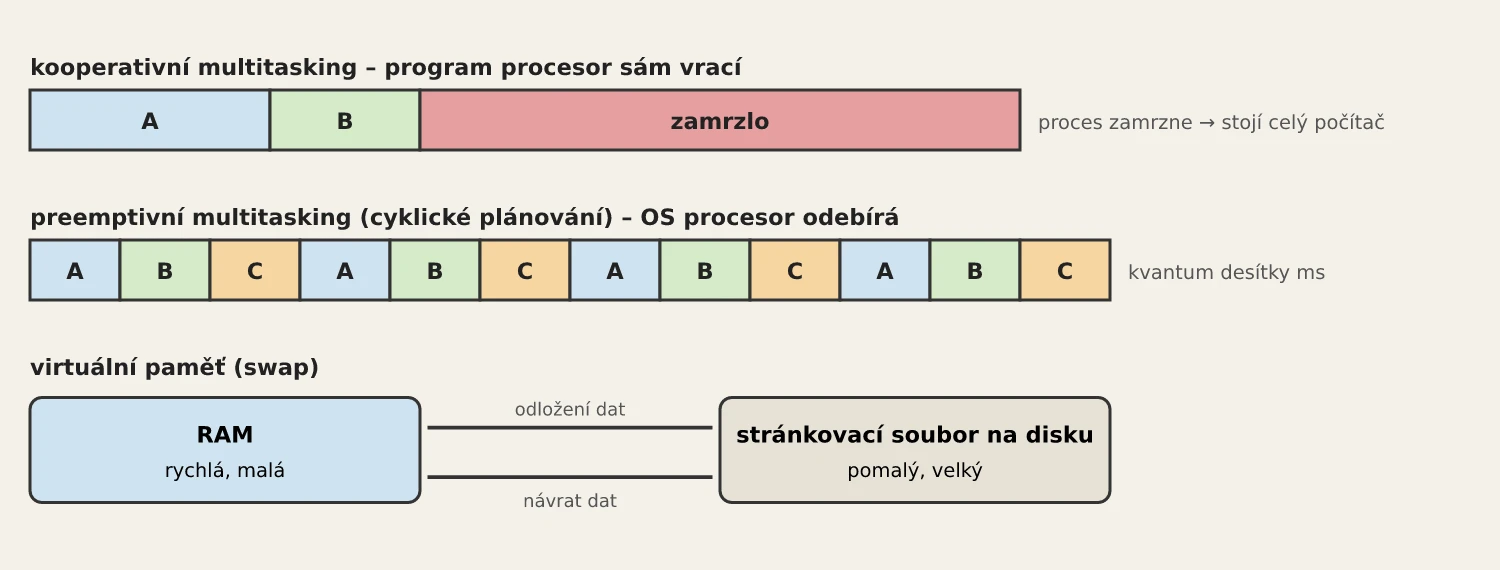 kooperativní multitasking – program procesor sám vrací
A B zamrzlo proces zamrzne → stojí celý počítač
preemptivní multitasking (cyklické plánování) – OS procesor odebírá
A B C A B C A B C A B C kvantum desítky ms
virtuální paměť (swap)
odložení dat
RAM stránkovací soubor na disku
rychlá, malá pomalý, velký
návrat dat